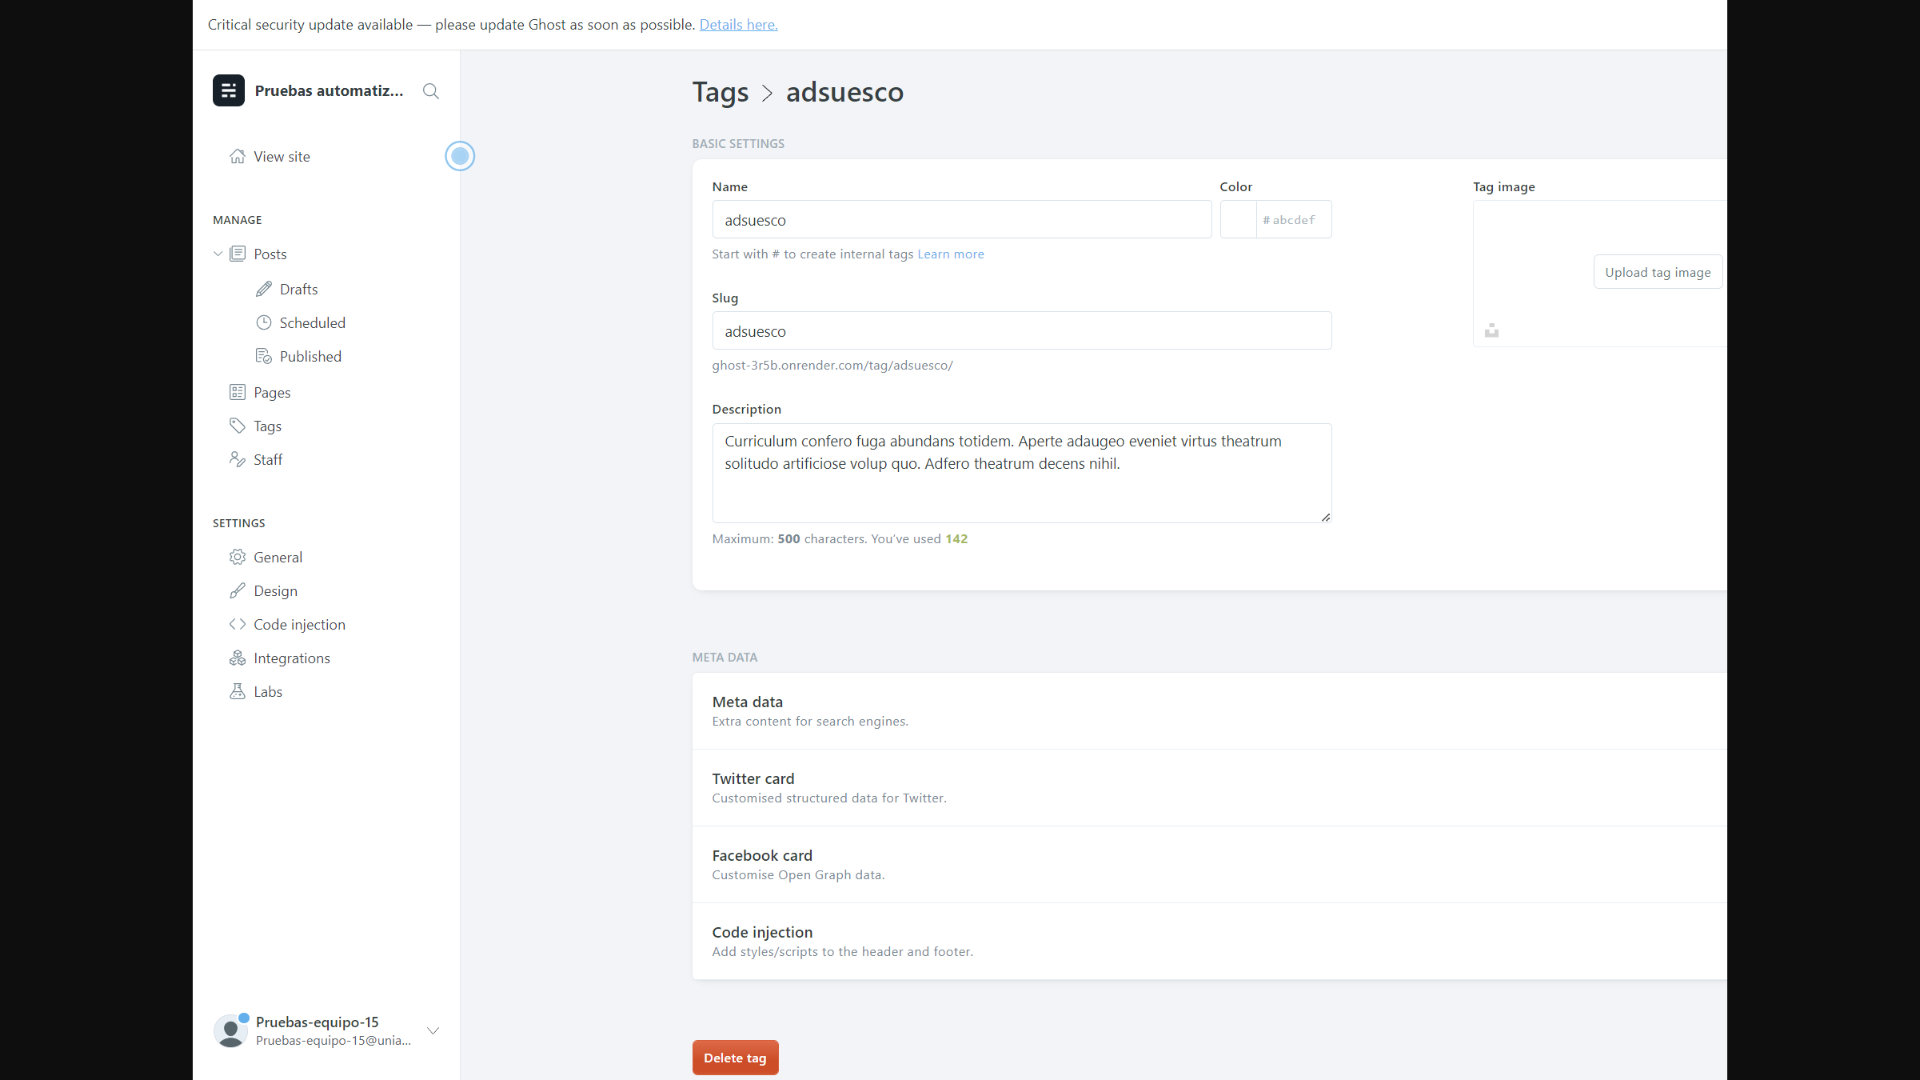 Critical security update available — please update Ghost as soon as possible. Details here.
Pruebas automatiz...
View site
MANAGE
Posts
Drafts
Scheduled
Published
Pages
Tags
Staff
SETTINGS
General
Design
Code injection
Integrations
Labs
Pruebas-equipo-15
Pruebas-equipo-15@unia...
Tags > adsuesco
BASIC SETTINGS
Name
adsuesco
Start with # to create internal tags Learn more
Color
# abcdef
Slug
adsuesco
ghost-3r5b.onrender.com/tag/adsuesco/
Description
Curriculum confero fuga abundans totidem. Aperte adaugeo eveniet virtus theatrum
solitudo artificiose volup quo. Adfero theatrum decens nihil.
Maximum: 500 characters. You’ve used 142
Tag image
Upload tag image
META DATA
Meta data
Extra content for search engines.
Twitter card
Customised structured data for Twitter.
Facebook card
Customise Open Graph data.
Code injection
Add styles/scripts to the header and footer.
Delete tag